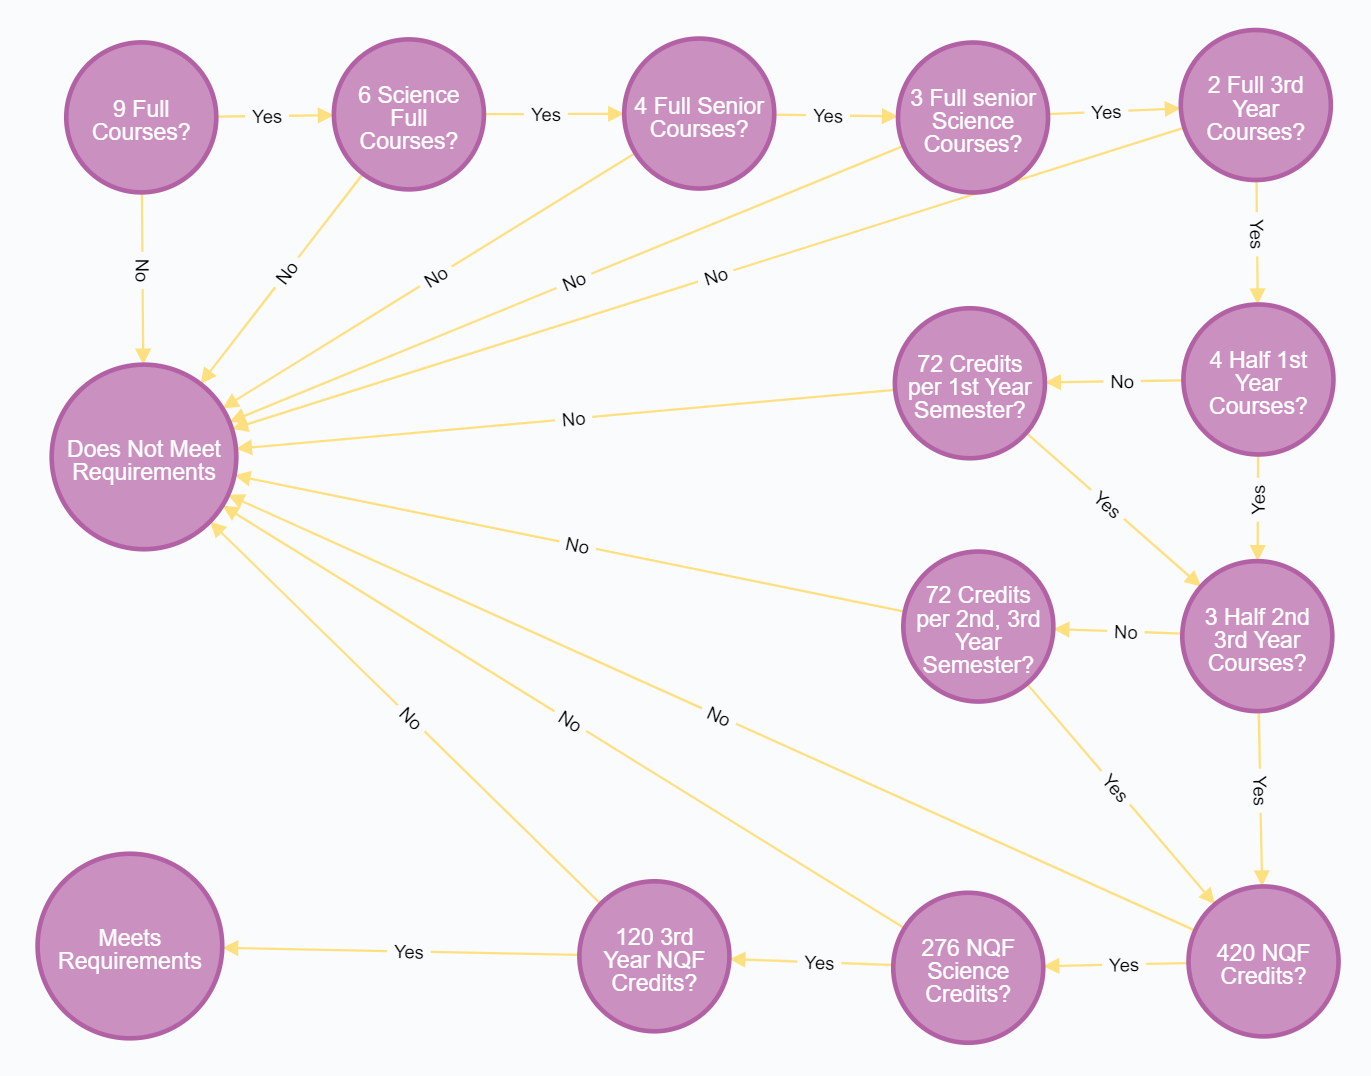 9 Full
Courses?
Yes
6 Science
Full
Courses?
Yes
4 Full Senior
Courses?
Yes
3 Full senior
Science
Courses?
Yes
2 Full 3rd
Year
Courses?
No
No
No
No
No
Yes
72 Credits
per 1st Year
Semester?
No
4 Half 1st
Year
Courses?
No
Does Not Meet
Requirements
Yes
Yes
No
72 Credits
per 2nd, 3rd
Year
Semester?
No
3 Half 2nd
3rd Year
Courses?
No
No
No
Yes
Yes
Meets
Requirements
Yes
120 3rd
Year NQF
Credits?
Yes
276 NQF
Science
Credits?
Yes
420 NQF
Credits?